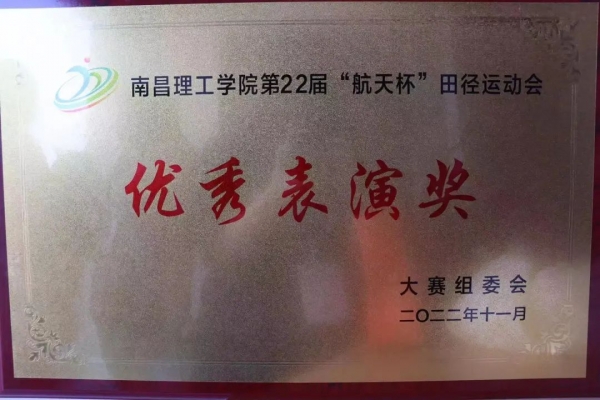 南昌理工学院第22届“航天杯”田径运动会
优秀表演奖
大赛组委会
二〇二二年十一月